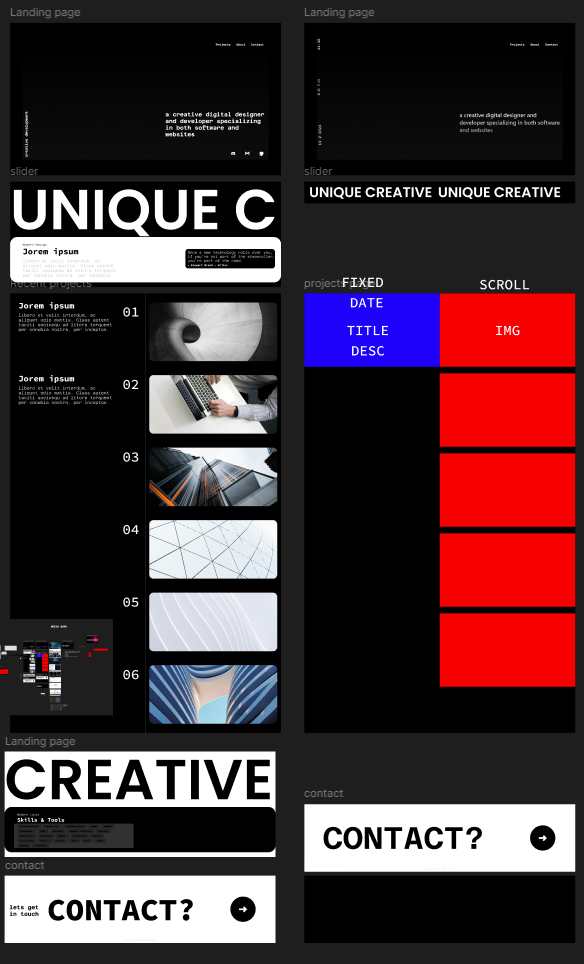 Landing page
Projects About Contact
creative development
a creative digital designer
and developer specializing
in both software and
websites
slider
UNIQUE C
Modern Design
Jorem ipsum
Recent projects
Jorem ipsum
Libero et velit interdum, ac
aliquet odio mattis. Class aptent
taciti sociosqu ad litora torquent
per conubia nostra, per inceptos.
01
Jorem ipsum
Libero et velit interdum, ac
aliquet odio mattis. Class aptent
taciti sociosqu ad litora torquent
per conubia nostra, per inceptos.
02
03
04
05
06
Landing page
CREATIVE
Skills & Tools
contact
lets get
in touch
CONTACT?
Landing page
Projects About Contact
a creative digital designer and
developer specializing in both software
and websites
slider
UNIQUE CREATIVE UNIQUE CREATIVE
projects
FIXED
SCROLL
DATE
TITLE
DESC
IMG
contact
CONTACT?